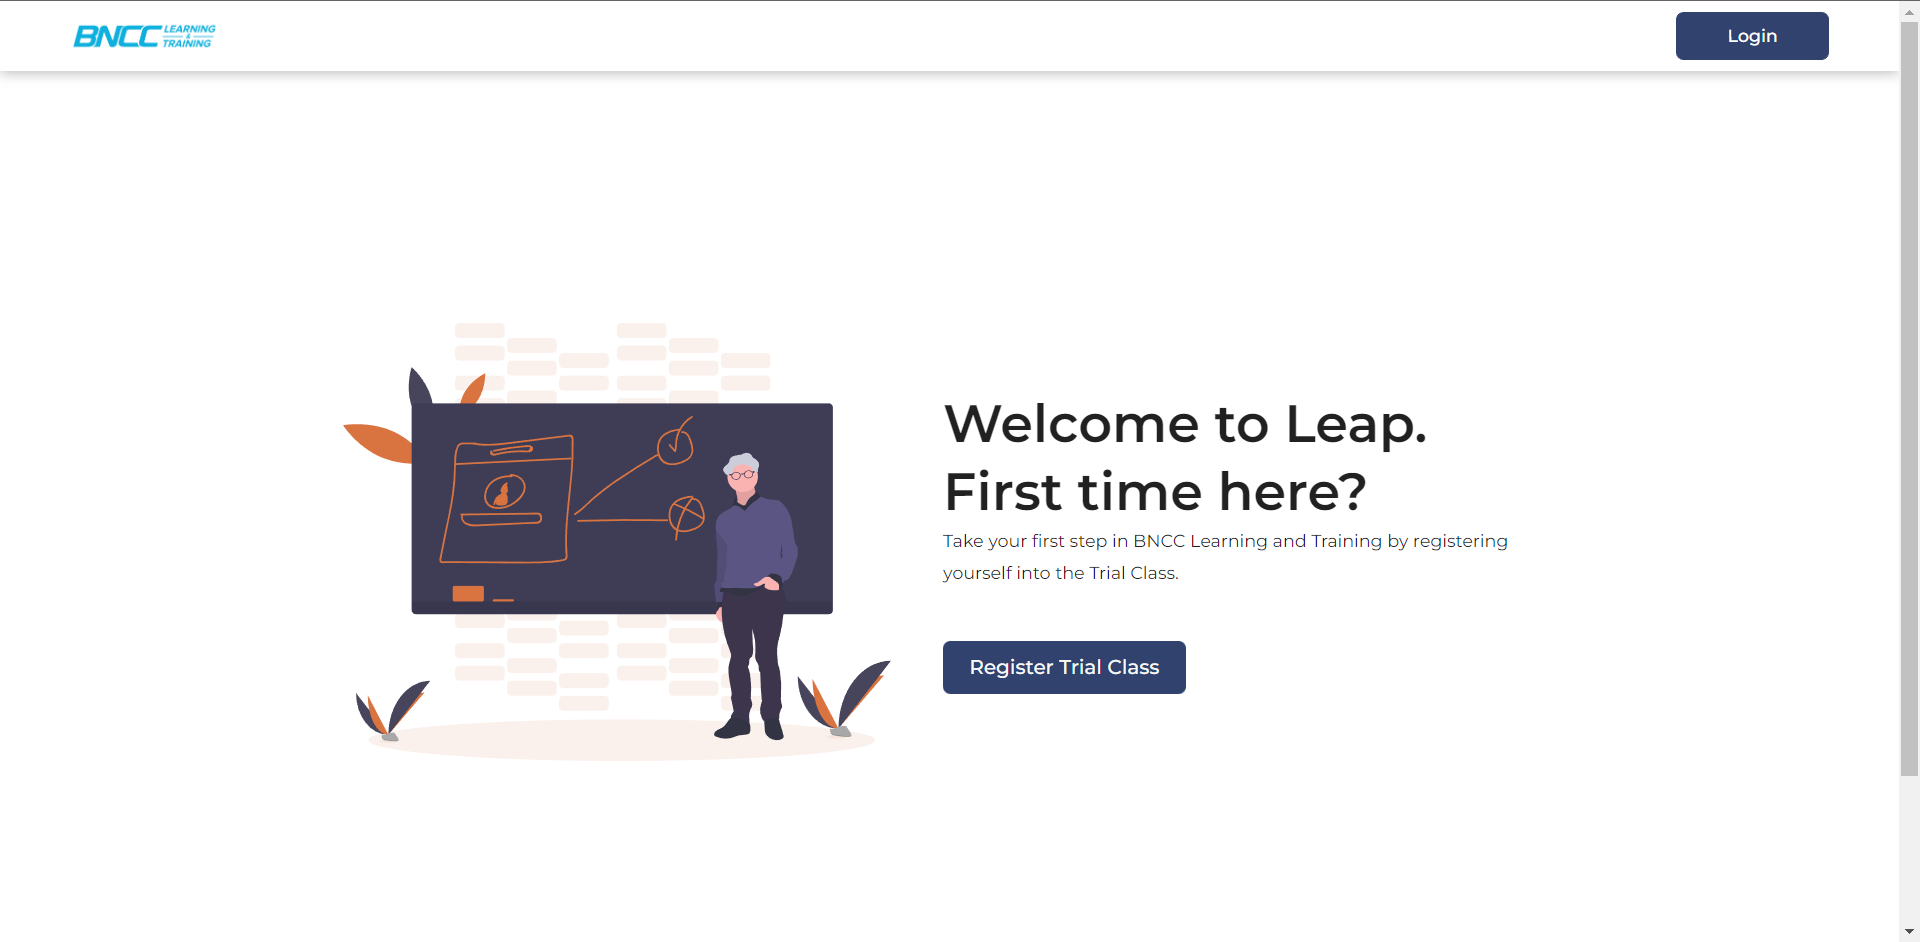 BNCC LEARNING & TRAINING
Login
Welcome to Leap.
First time here?
Take your first step in BNCC Learning and Training by registering
yourself into the Trial Class.
Register Trial Class